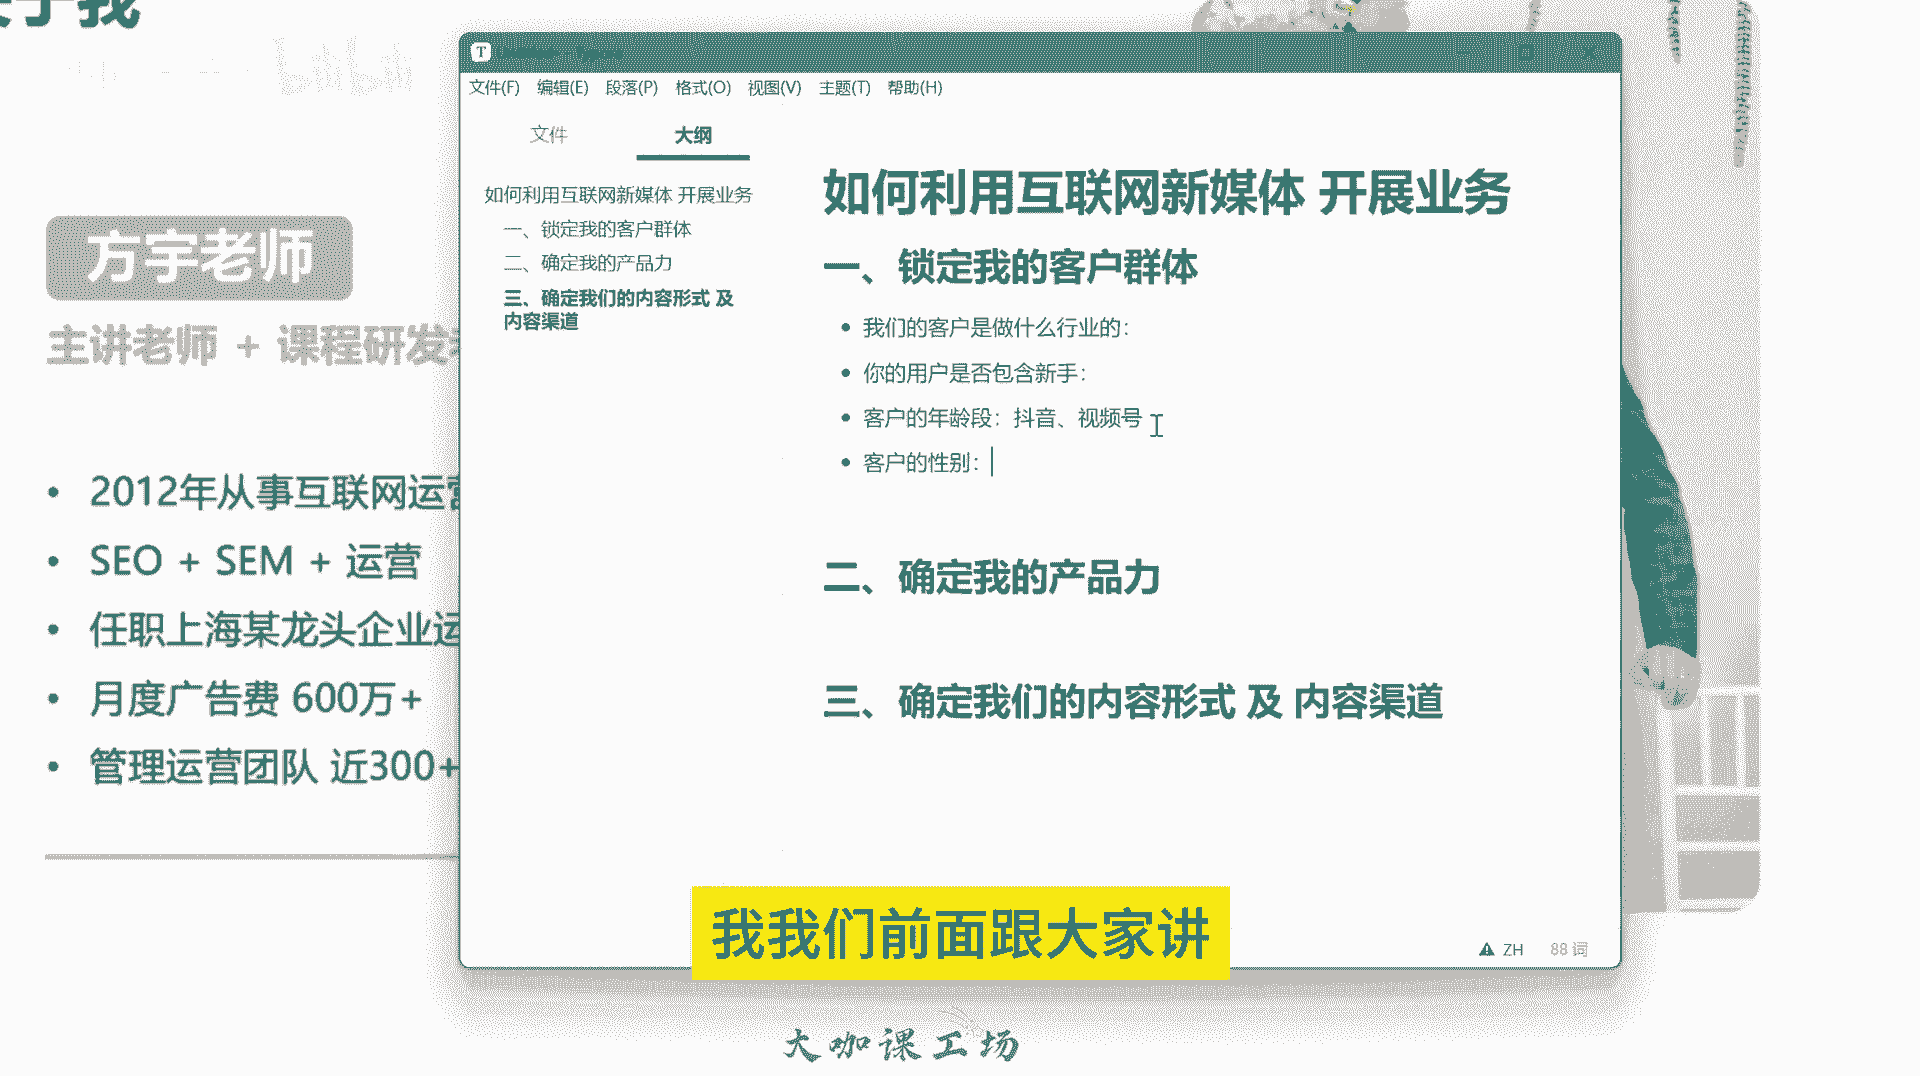 于我
bilibili
方宇老师
主讲老师 + 课程研发
2012年从事互联网运营
SEO + SEM + 运营
任职上海某龙头企业运
月度广告费 600万+
管理运营团队 近300+
T
文件(F) 编辑(E) 段落(P) 格式(O) 视图(V) 主题(T) 帮助(H)
文件 大纲
如何利用互联网新媒体 开展业务
一、锁定我的客户群体
二、确定我的产品力
三、确定我们的内容形式 及
内容渠道
如何利用互联网新媒体 开展业务
一、锁定我的客户群体
我们的客户是做什么行业的：
你的用户是否包含新手：
客户的年龄段：抖音、视频号
客户的性别：
二、确定我的产品力
三、确定我们的内容形式 及 内容渠道
ZH 88 词
我我们前面跟大家讲
大咖课工场